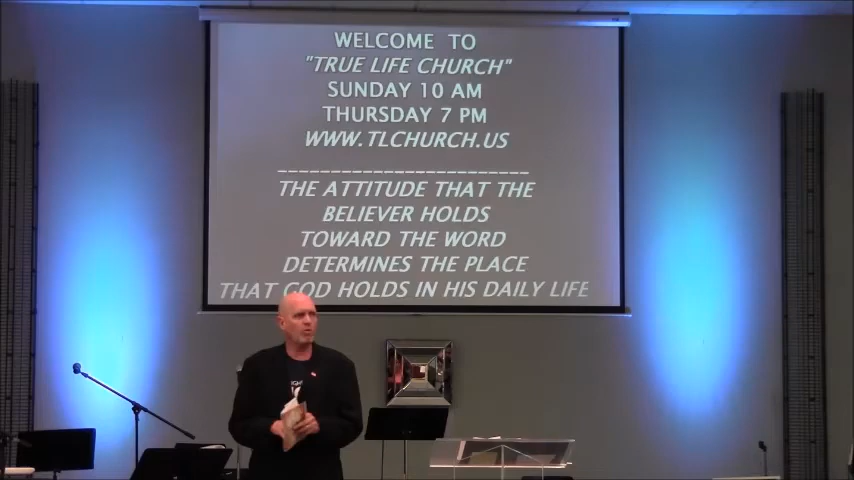 WELCOME TO
"TRUE LIFE CHURCH"
SUNDAY 10 AM
THURSDAY 7 PM
WWW.TLCHURCH.US
________________________
THE ATTITUDE THAT THE
BELIEVER HOLDS
TOWARD THE WORD
DETERMINES THE PLACE
THAT GOD HOLDS IN HIS DAILY LIFE